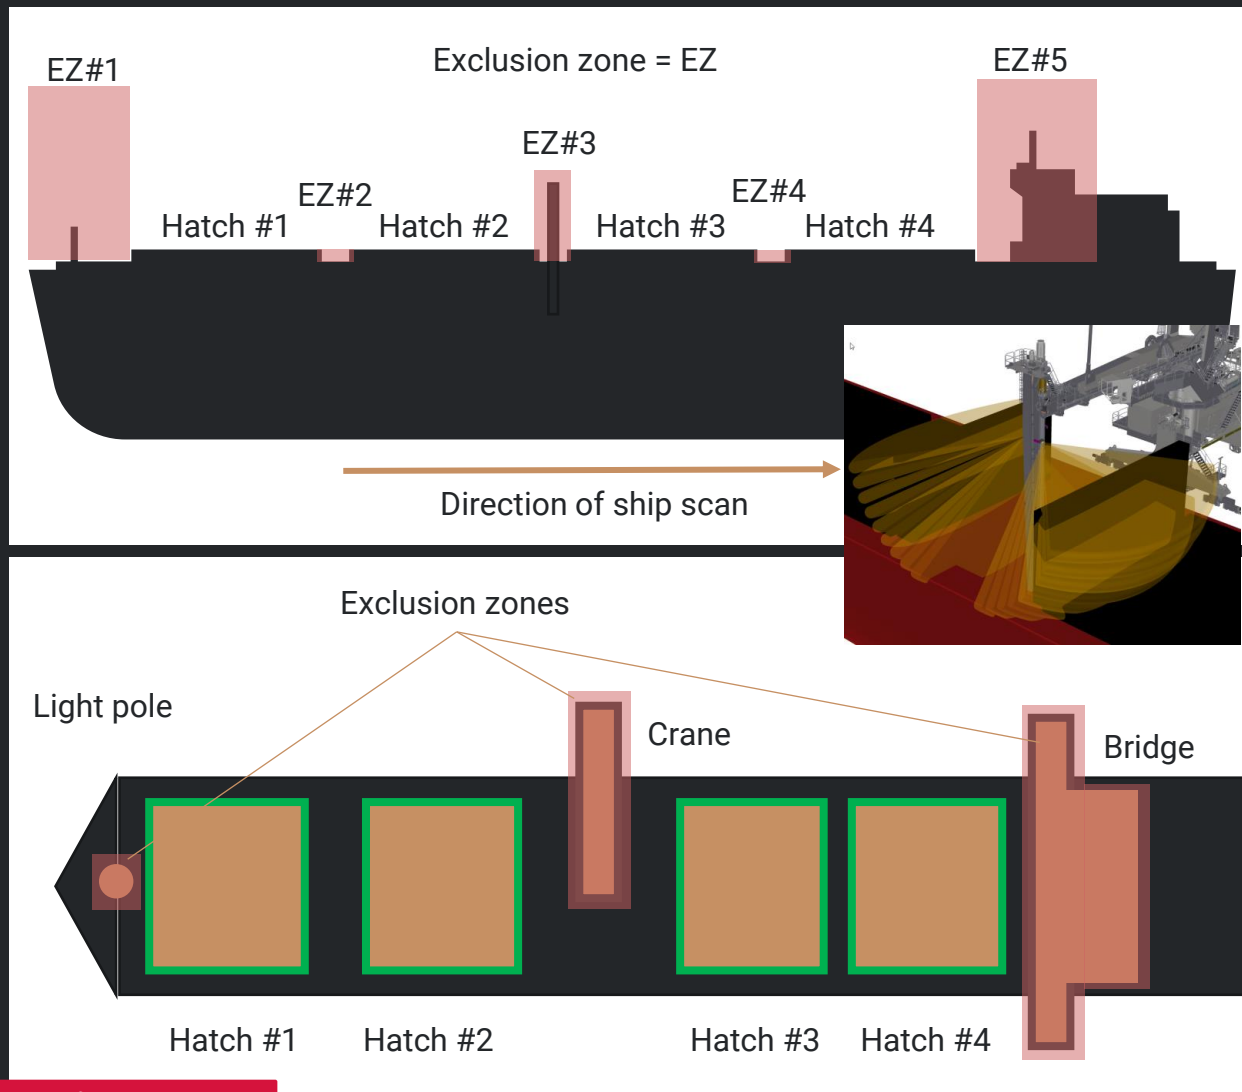 EZ#1
Exclusion zone = EZ
EZ#5
EZ#3
EZ#2
EZ#4
Hatch #1
Hatch #2
Hatch #3
Hatch #4
Direction of ship scan
Exclusion zones
Light pole
Crane
Bridge
Hatch #1
Hatch #2
Hatch #3
Hatch #4